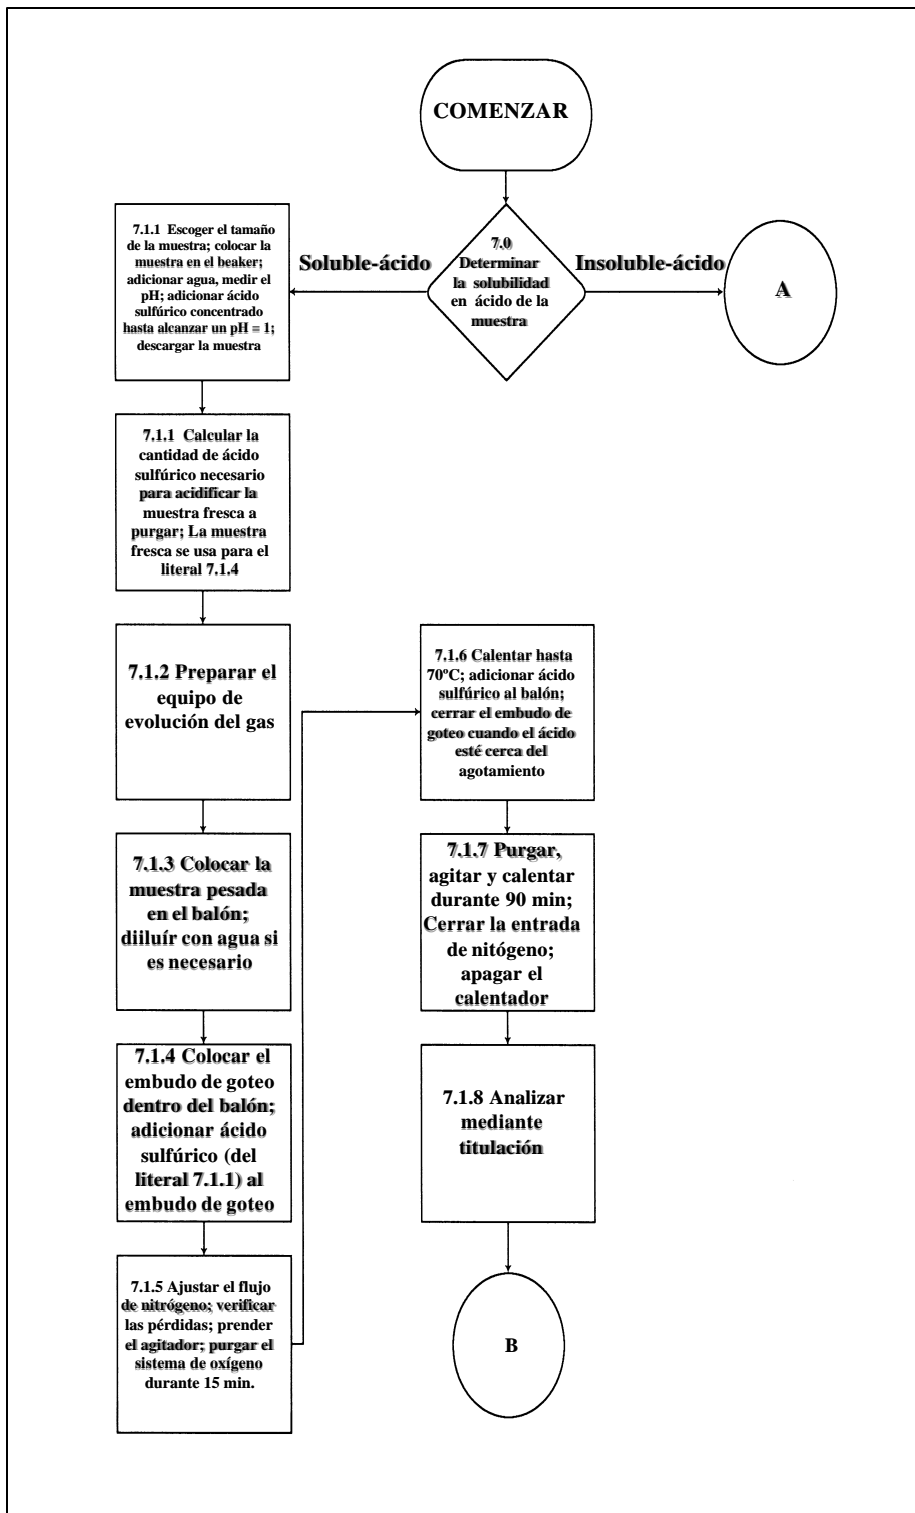 COMENZAR
7.0
Determinar
la solubilidad
en ácido de la
muestra
Soluble-ácido
Insoluble-ácido
A
7.1.1 Escoger el tamaño
de la muestra; colocar la
muestra en el beaker;
adicionar agua, medir el
pH; adicionar ácido
sulfúrico concentrado
hasta alcanzar un pH = 1;
descargar la muestra
7.1.1 Calcular la
cantidad de ácido
sulfúrico necesario
para acidificar la
muestra fresca a
purgar; La muestra
fresca se usa para el
literal 7.1.4
7.1.2 Preparar el
equipo de
evolución del gas
7.1.3 Colocar la
muestra pesada
en el balón;
diiluír con agua si
es necesario
7.1.4 Colocar el
embudo de goteo
dentro del balón;
adicionar ácido
sulfúrico (del
literal 7.1.1) al
embudo de goteo
7.1.5 Ajustar el flujo
de nitrógeno; verificar
las pérdidas; prender
el agitador; purgar el
sistema de oxígeno
durante 15 min.
7.1.6 Calentar hasta
70ºC; adicionar ácido
sulfúrico al balón;
cerrar el embudo de
goteo cuando el ácido
esté cerca del
agotamiento
7.1.7 Purgar,
agitar y calentar
durante 90 min;
Cerrar la entrada
de nitógeno;
apagar el
calentador
7.1.8 Analizar
mediante
titulación
B